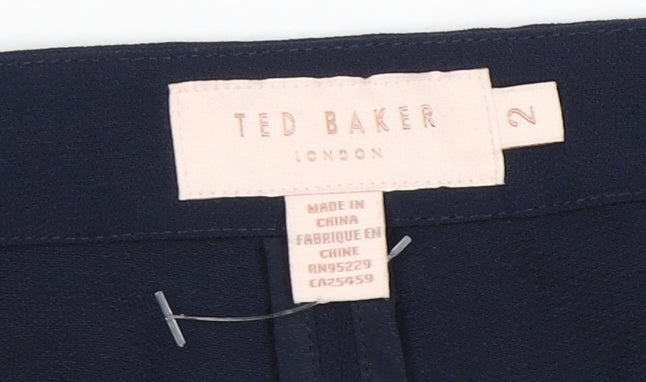 TED BAKER
LONDON
2
MADE IN
CHINA
FABRIQUE EN
CHINE
RN95229
CA25459